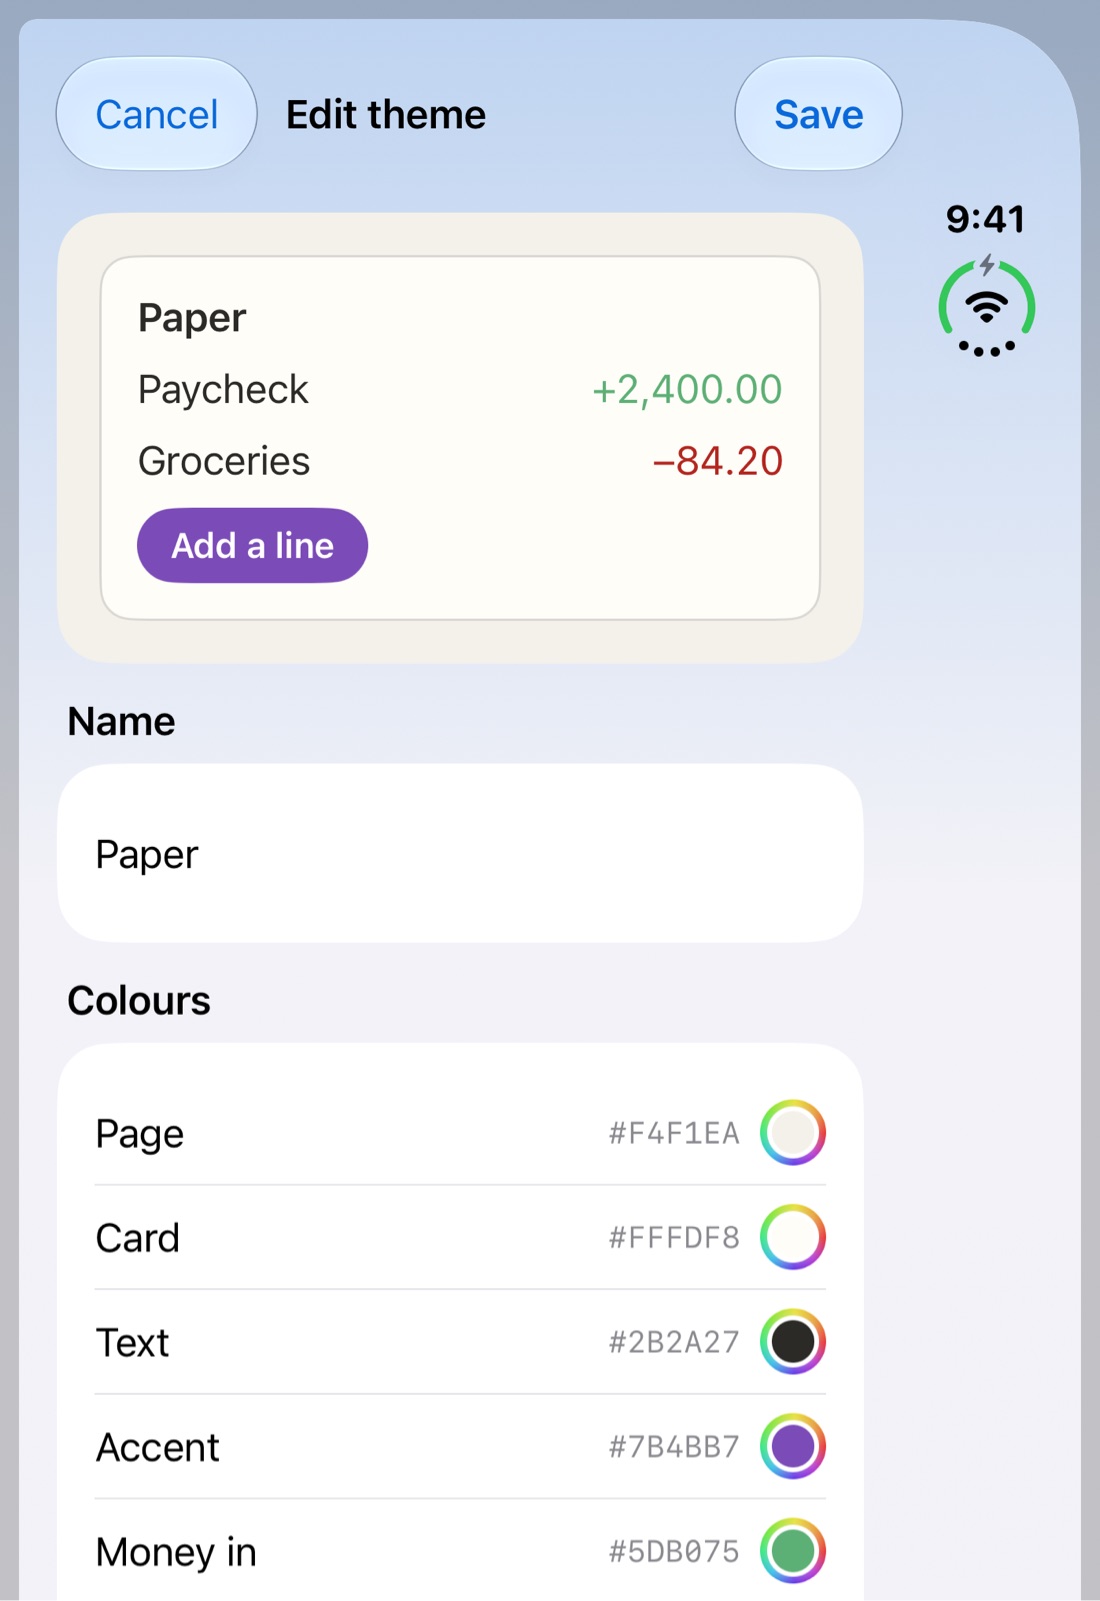 Cancel Edit theme Save
9:41
Paper
Paycheck +2,400.00
Groceries –84.20
Add a line
Name
Paper
Colours
Page #F4F1EA
Card #FFFDF8
Text #2B2A27
Accent #7B4BB7
Money in #5DB075